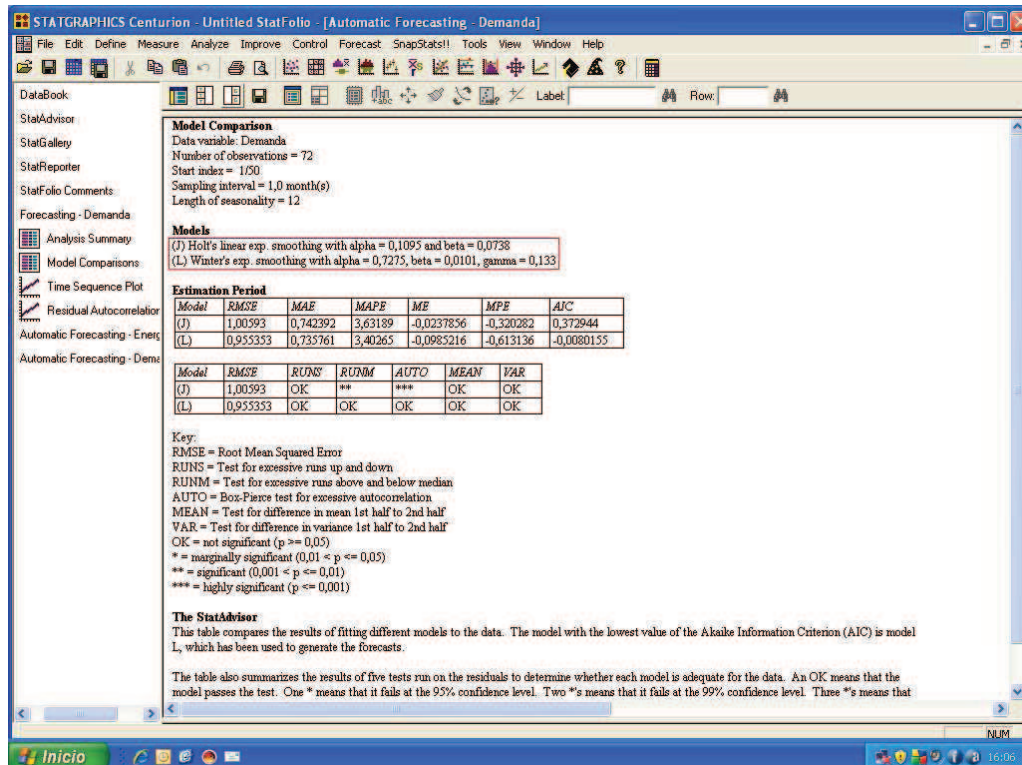 STATGRAPHICS Centurion - Untitled StatFolio - [Automatic Forecasting - Demanda]
File Edit Define Measure Analyze Improve Control Forecast SnapStats!! Tools View Window Help
Label: Row:
DataBook
StatAdvisor
StatGallery
StatReporter
StatFolio Comments
Forecasting - Demanda
Analysis Summary
Model Comparisons
Time Sequence Plot
Residual Autocorrelation
Automatic Forecasting - Energ
Automatic Forecasting - Dema
Model Comparison
Data variable: Demanda
Number of observations = 72
Start index = 1/50
Sampling interval = 1,0 month(s)
Length of seasonality = 12
Models
(J) Holt's linear exp. smoothing with alpha = 0,1095 and beta = 0,0738
(L) Winter's exp. smoothing with alpha = 0,7275, beta = 0,0101, gamma = 0,133
Estimation Period
Model RMSE MAE MAPE ME MPE AIC
(J) 1,00593 0,742392 3,63189 -0,0237856 -0,320282 0,372944
(L) 0,955353 0,735761 3,40265 -0,0985216 -0,613136 -0,0080155
Model RMSE RUNS RUNM AUTO MEAN VAR
(J) 1,00593 OK ** *** OK OK
(L) 0,955353 OK OK OK OK OK
Key:
RMSE = Root Mean Squared Error
RUNS = Test for excessive runs up and down
RUNM = Test for excessive runs above and below median
AUTO = Box-Pierce test for excessive autocorrelation
MEAN = Test for difference in mean 1st half to 2nd half
VAR = Test for difference in variance 1st half to 2nd half
OK = not significant (p >= 0,05)
* = marginally significant (0,01 < p <= 0,05)
** = significant (0,001 < p <= 0,01)
*** = highly significant (p <= 0,001)
The StatAdvisor
This table compares the results of fitting different models to the data. The model with the lowest value of the Akaike Information Criterion (AIC) is model
L, which has been used to generate the forecasts.
The table also summarizes the results of five tests run on the residuals to determine whether each model is adequate for the data. An OK means that the
model passes the test. One * means that it fails at the 95% confidence level. Two *'s means that it fails at the 99% confidence level. Three *'s means that
NUM
Inicio
16:06